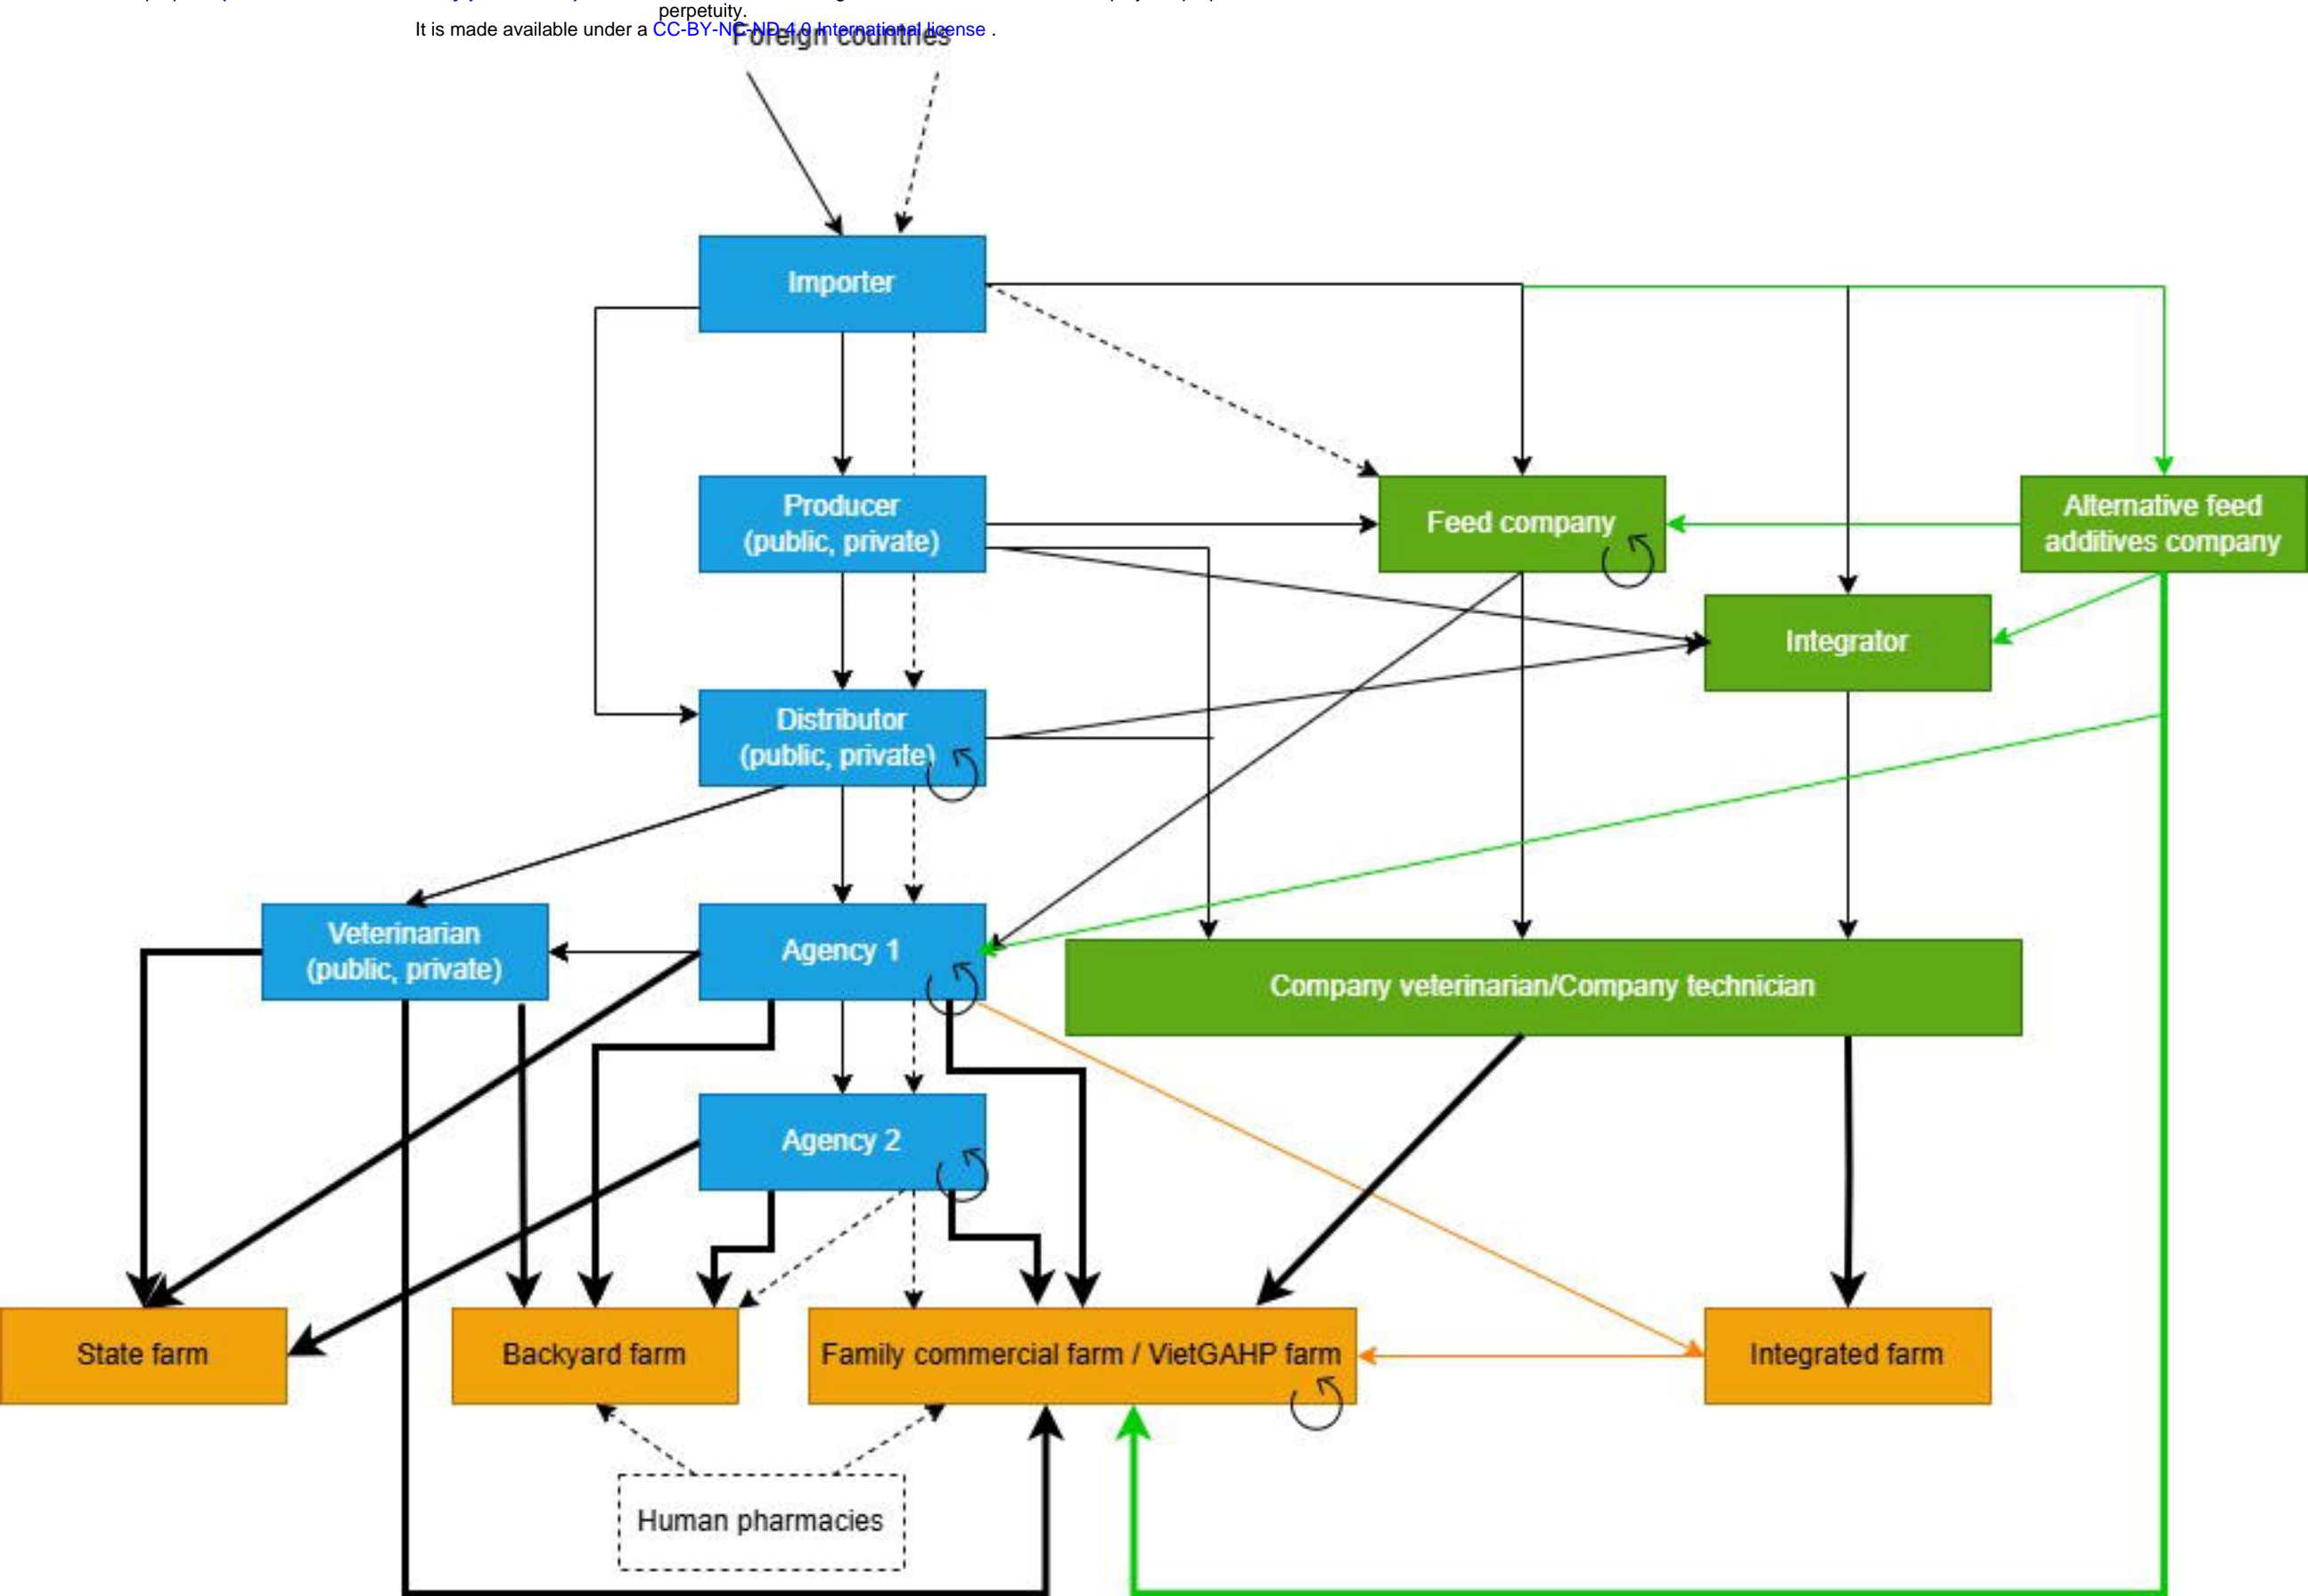 perpetuity.
It is made available under a CC-BY-NC-ND 4.0 International license .
Foreign countries
Importer
Producer
(public, private)
Feed company
Alternative feed
additives company
Integrator
Distributor
(public, private)
Veterinarian
(public, private)
Agency 1
Company veterinarian/Company technician
Agency 2
State farm
Backyard farm
Family commercial farm / VietGAHP farm
Integrated farm
Human pharmacies